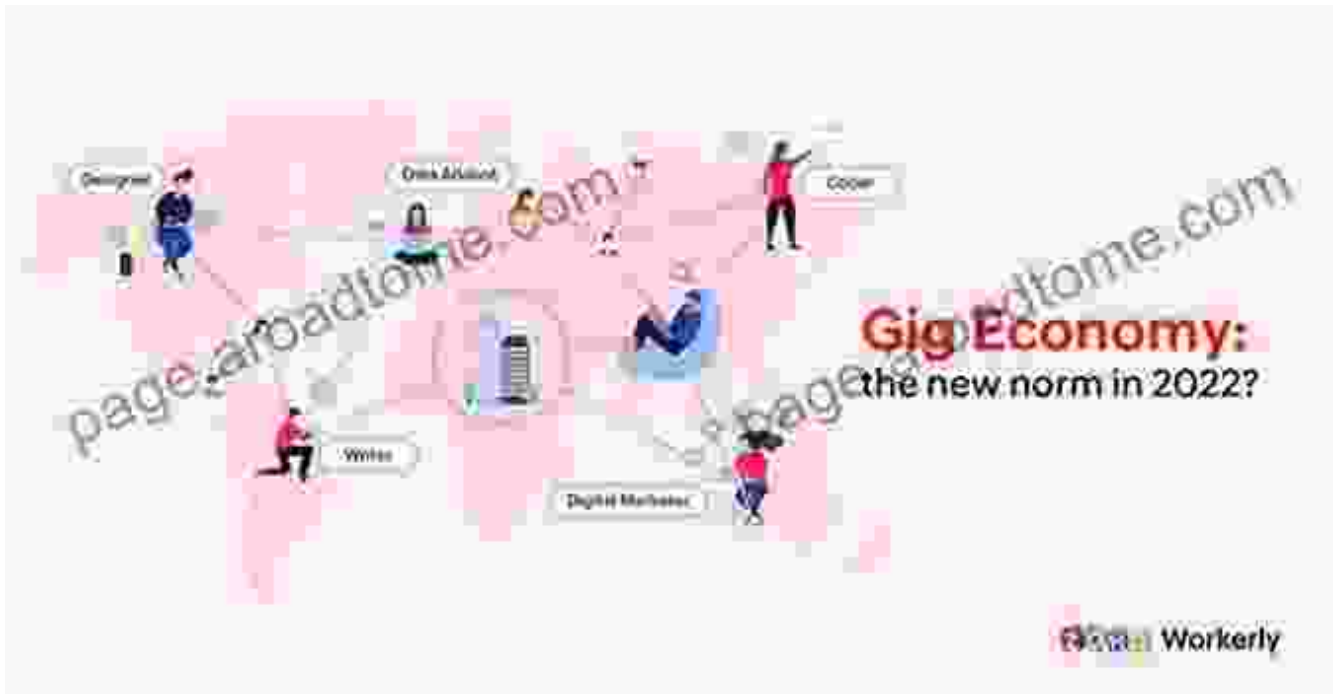 Designer
Data Analyst
Coder
Writer
Digital Marketer
Gig Economy:
the new norm in 2022?
Workerly
page.aroadtome.com
page.aroadtome.com